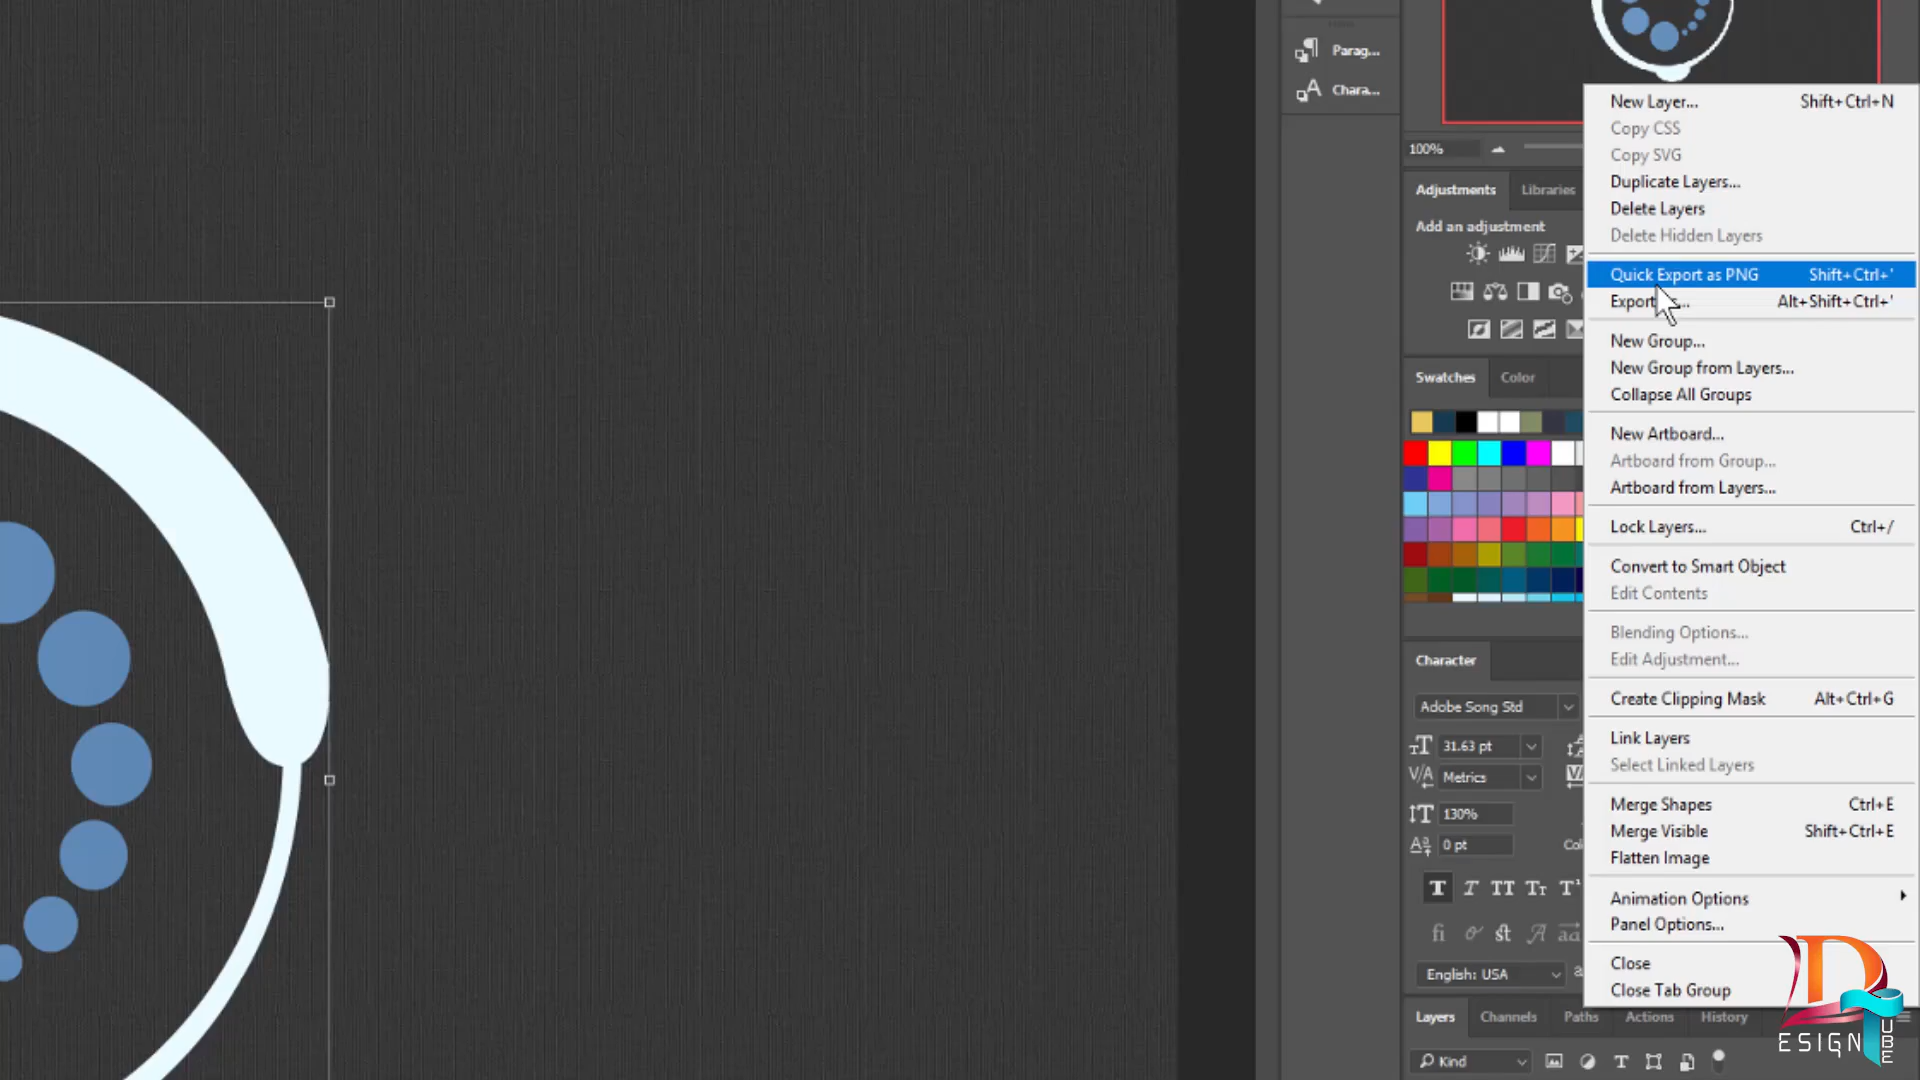 Parag...
Chara...
100%
Adjustments Libraries
Add an adjustment
Swatches Color
Character
Adobe Song Std
31.63 pt
Metrics
130%
0 pt
English: USA
Layers Channels Paths Actions History
Kind
New Layer... Shift+Ctrl+N
Copy CSS
Copy SVG
Duplicate Layers...
Delete Layers
Delete Hidden Layers
Quick Export as PNG Shift+Ctrl+'
Export ... Alt+Shift+Ctrl+'
New Group...
New Group from Layers...
Collapse All Groups
New Artboard...
Artboard from Group...
Artboard from Layers...
Lock Layers... Ctrl+/
Convert to Smart Object
Edit Contents
Blending Options...
Edit Adjustment...
Create Clipping Mask Alt+Ctrl+G
Link Layers
Select Linked Layers
Merge Shapes Ctrl+E
Merge Visible Shift+Ctrl+E
Flatten Image
Animation Options
Panel Options...
Close
Close Tab Group
DESIGN TUBE